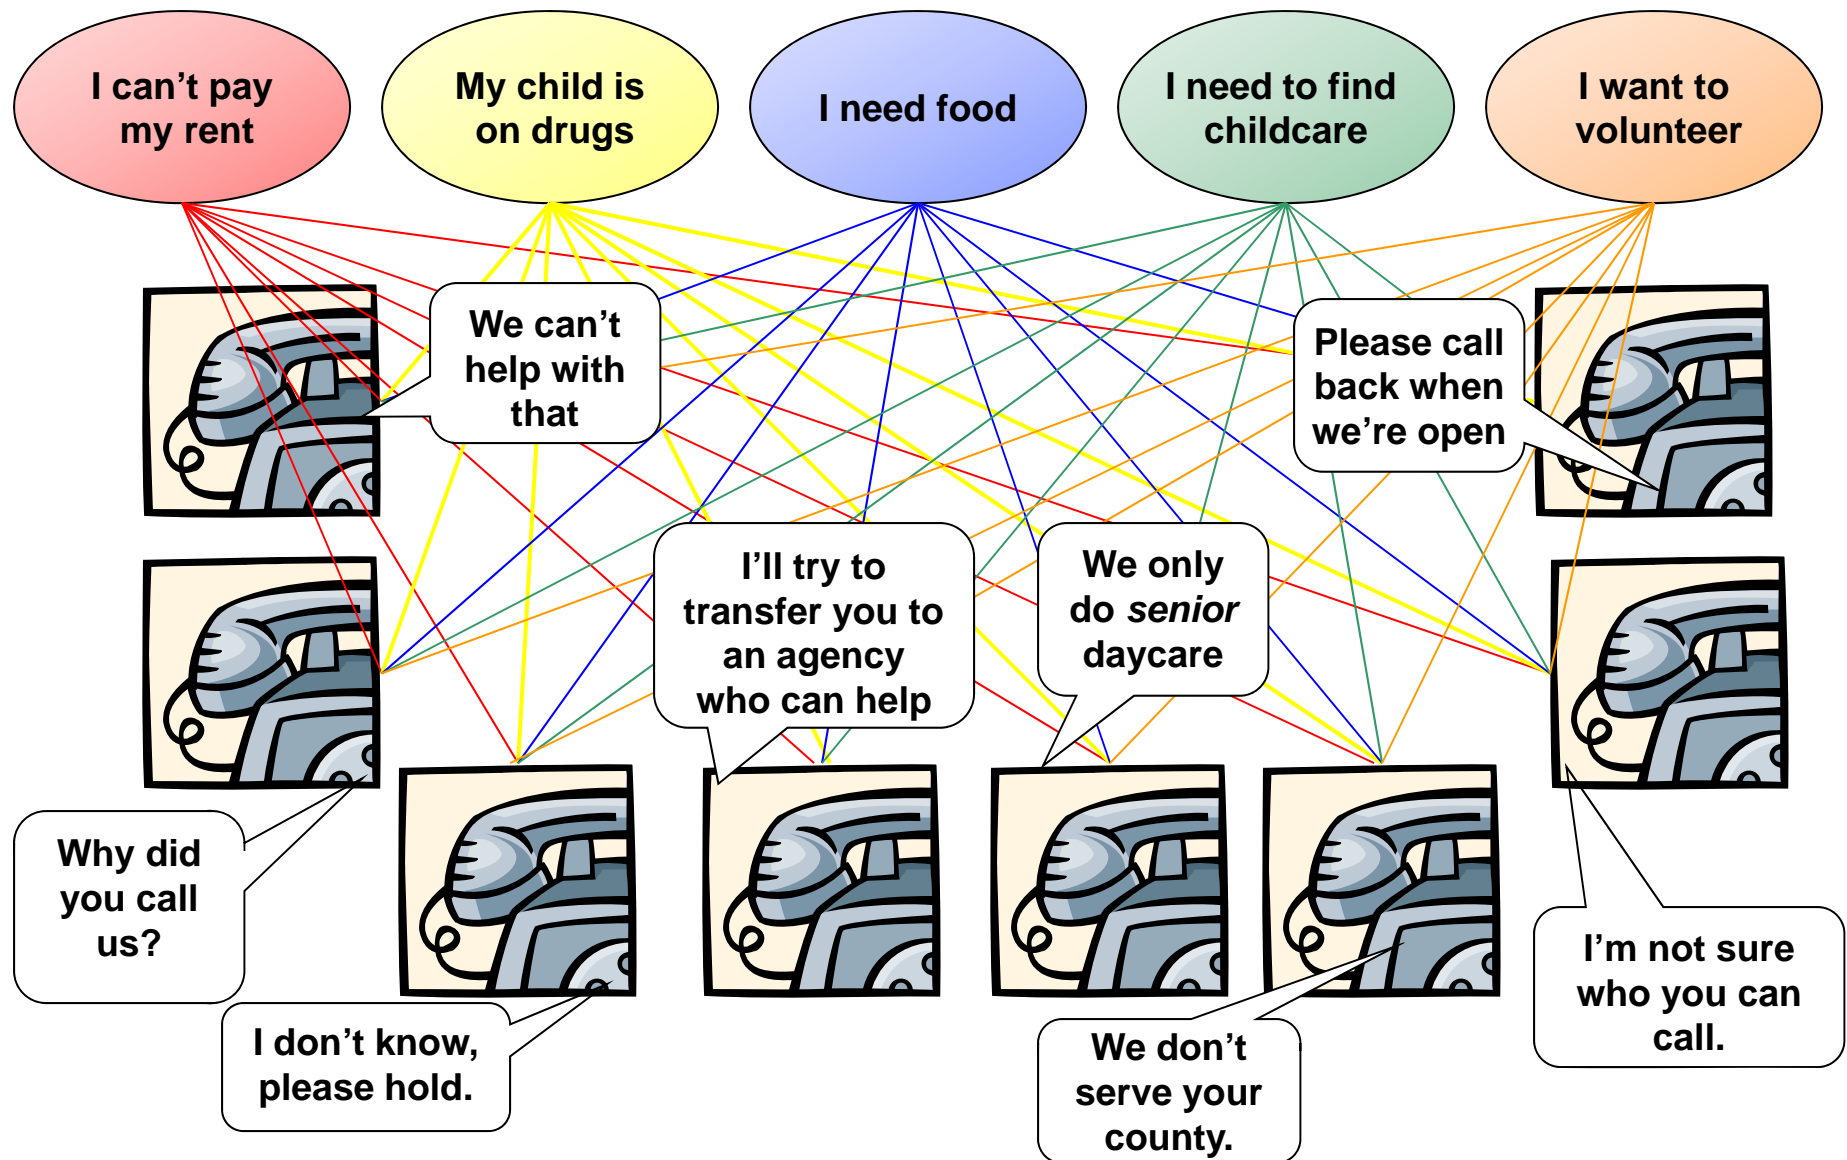 I can’t pay
my rent
My child is
on drugs
I need food
I need to find
childcare
I want to
volunteer
We can’t
help with
that
Please call
back when
we’re open
I’ll try to
transfer you to
an agency
who can help
We only
do senior
daycare
Why did
you call
us?
I don’t know,
please hold.
We don’t
serve your
county.
I’m not sure
who you can
call.